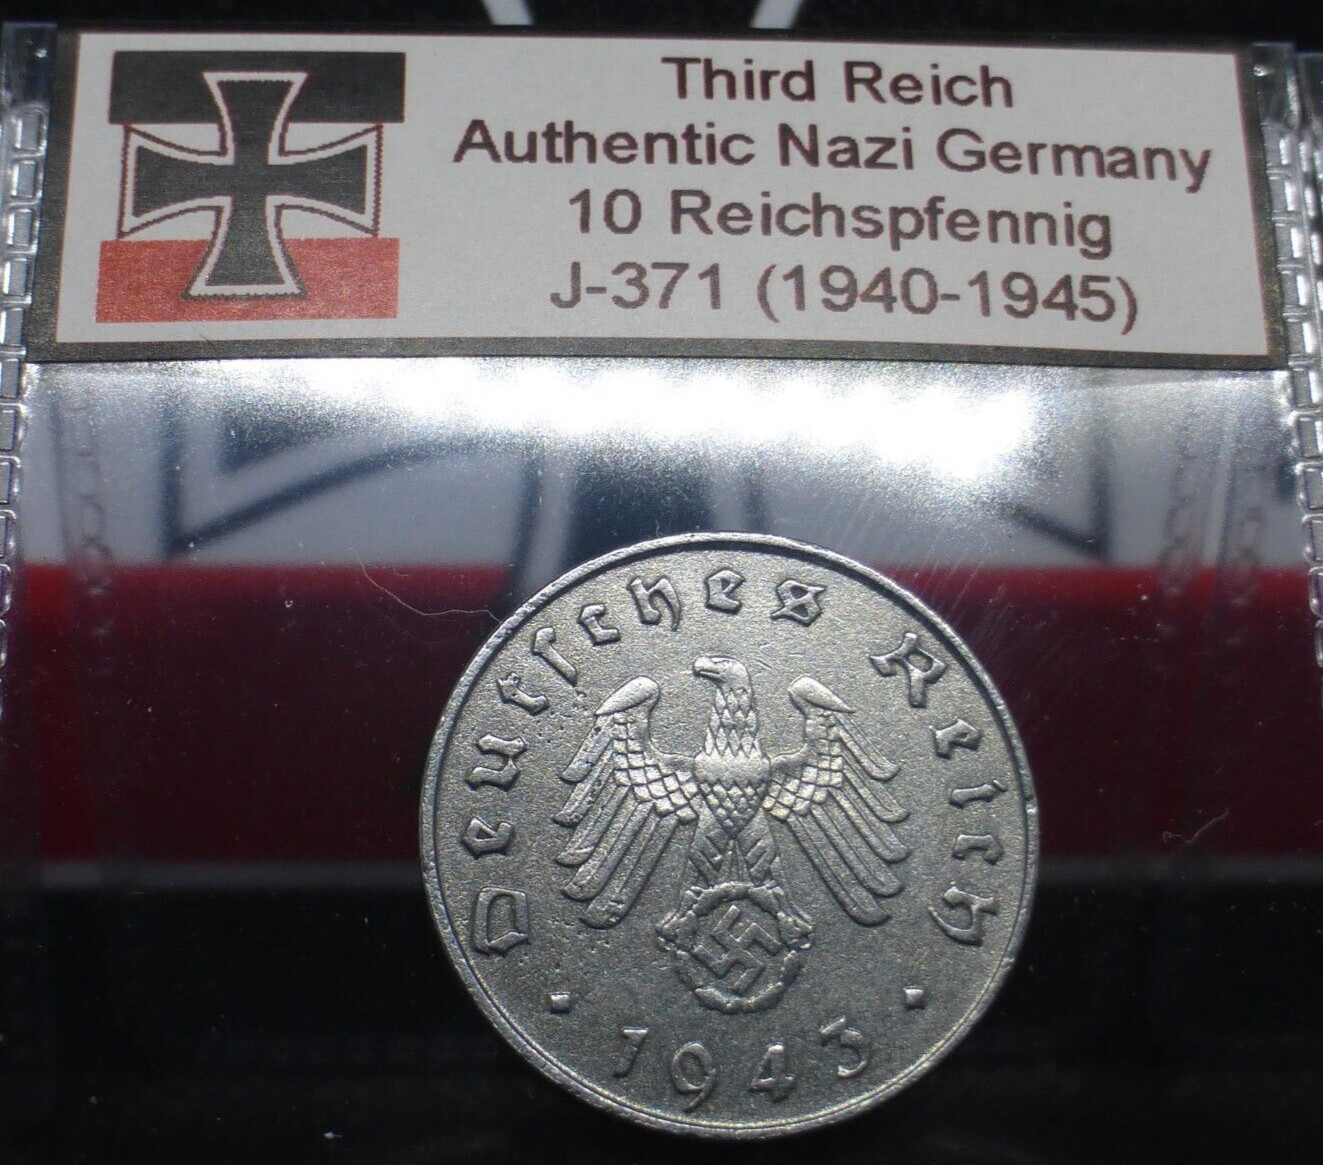 Third Reich
Authentic Nazi Germany
10 Reichspfennig
J-371 (1940-1945)
Deutsches Reich
1943